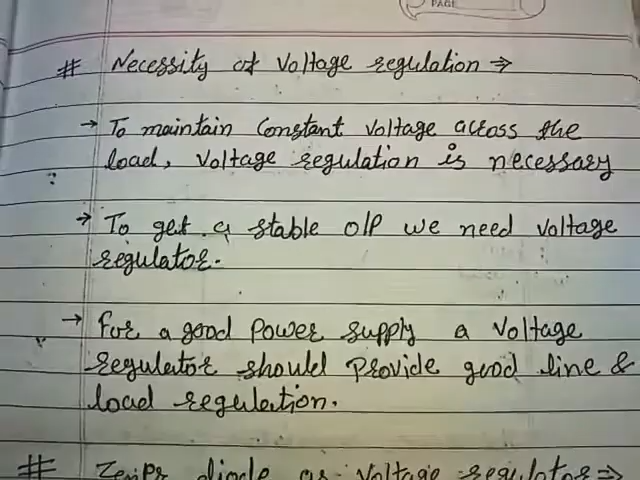 PAGE
# Necessity of Voltage regulation ⇒
→ To maintain Constant voltage across the
load, voltage regulation is necessary
→ To get a stable O/P we need voltage
regulator.
→ For a good Power supply a voltage
regulator should Provide good line &
load regulation.
# Zener diode as voltage regulator ⇒